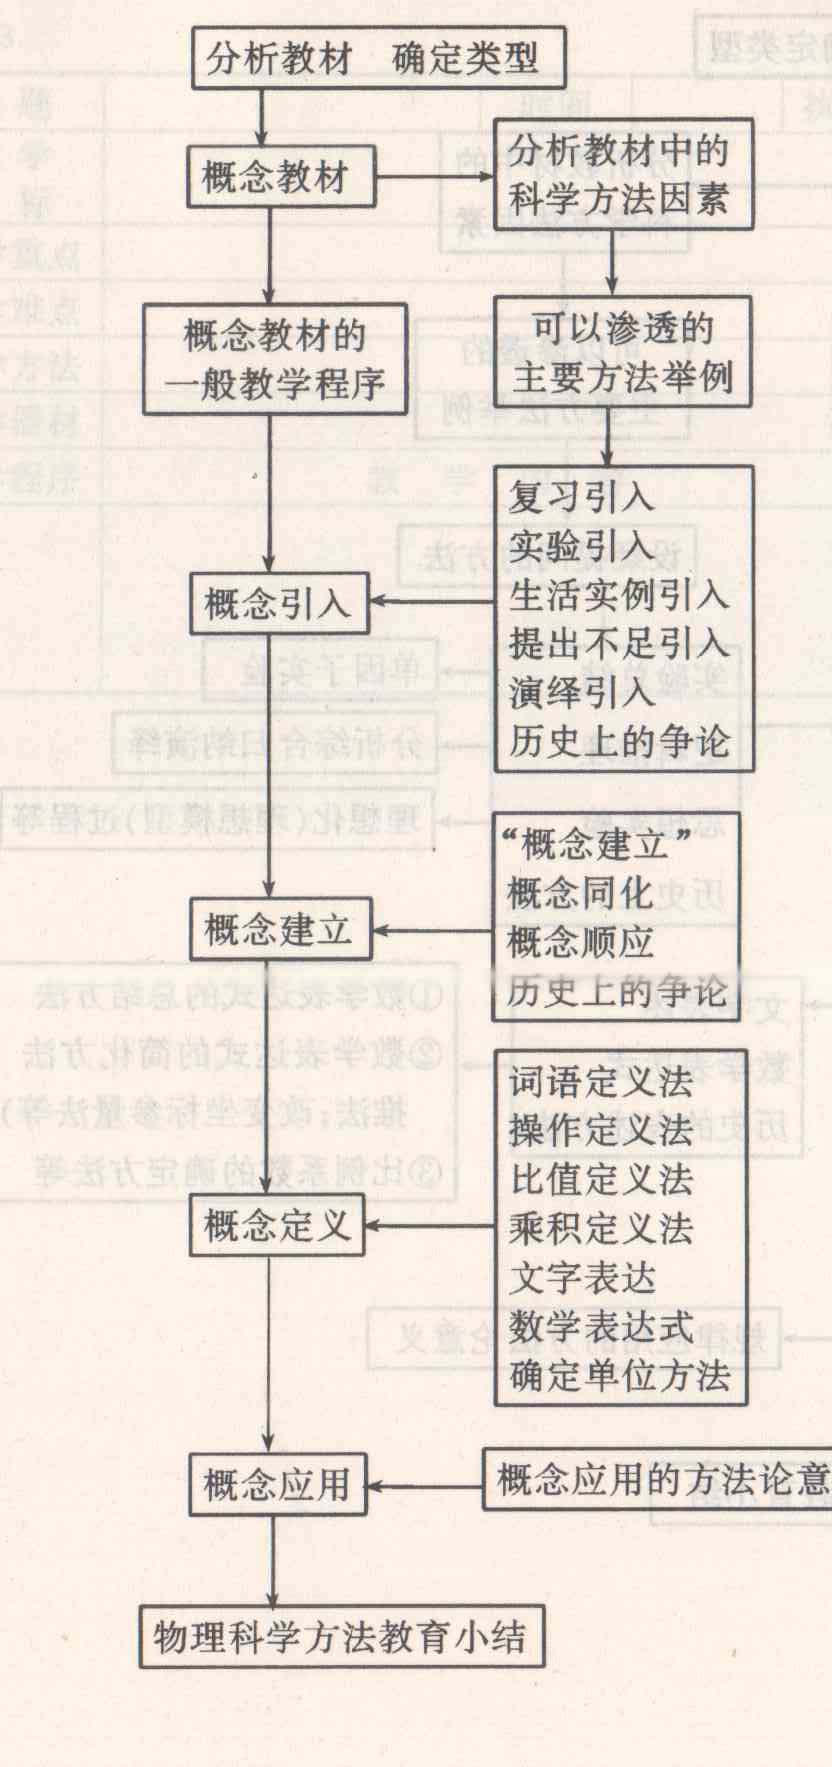 分析教材 确定类型
概念教材
分析教材中的
科学方法因素
概念教材的
一般教学程序
可以渗透的
主要方法举例
复习引入
实验引入
生活实例引入
提出不足引入
演绎引入
历史上的争论
概念引入
“概念建立”
概念同化
概念顺应
历史上的争论
概念建立
词语定义法
操作定义法
比值定义法
乘积定义法
文字表达
数学表达式
确定单位方法
概念定义
概念应用
概念应用的方法论意
物理科学方法教育小结